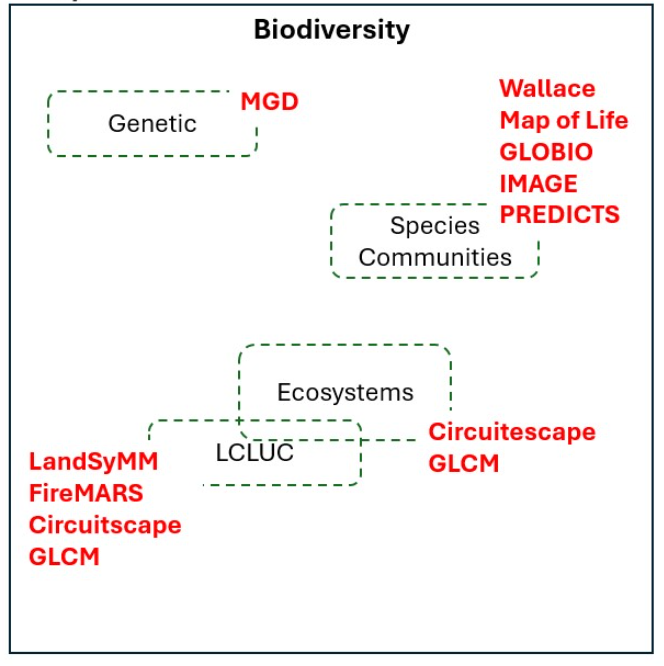 Biodiversity
Genetic
MGD
Wallace
Map of Life
GLOBIO
IMAGE
PREDICTS
Species
Communities
Ecosystems
Circuitescape
GLCM
LCLUC
LandSyMM
FireMARS
Circuitscape
GLCM